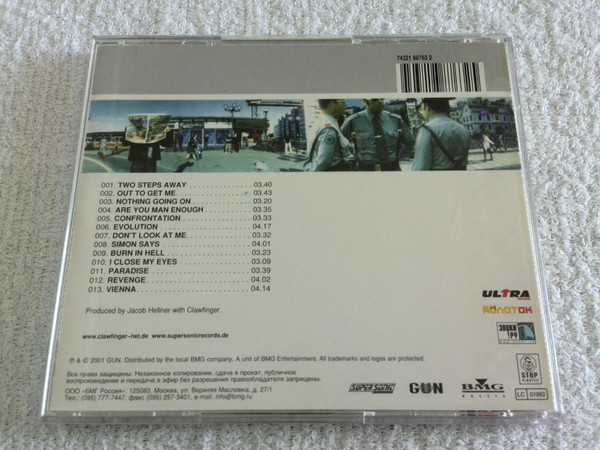 74321 68763 2
001. TWO STEPS AWAY . . . . . . . . . . . . . . . 03.40
002. OUT TO GET ME. . . . . . . . . . . . . . . . 03.43
003. NOTHING GOING ON . . . . . . . . . . . . 03.20
004. ARE YOU MAN ENOUGH . . . . . . . . . 03.35
005. CONFRONTATION . . . . . . . . . . . . . . 03.33
006. EVOLUTION . . . . . . . . . . . . . . . . . . . 04.17
007. DON'T LOOK AT ME. . . . . . . . . . . . . 03.32
008. SIMON SAYS . . . . . . . . . . . . . . . . . . 04.01
009. BURN IN HELL . . . . . . . . . . . . . . . . . 03.23
010. I CLOSE MY EYES . . . . . . . . . . . . . . 03.09
011. PARADISE . . . . . . . . . . . . . . . . . . . . 03.39
012. REVENGE . . . . . . . . . . . . . . . . . . . . 04.02
013. VIENNA . . . . . . . . . . . . . . . . . . . . . . 04.14
Produced by Jacob Hellner with Clawfinger.
www.clawfinger-net.de www.supersonicrecords.de
ULTRA
МОЛОТОК
ЗВУКИ РУ
℗ & © 2001 GUN. Distributed by the local BMG company. A unit of BMG Entertainment. All trademarks and logos are protected.
Все права защищены. Незаконное копирование, сдача в прокат, публичное
воспроизведение и передача в эфир без разрешения правообладателя запрещены.
ООО «БМГ Россия»: 125083, Москва, ул. Верхняя Масловка, д. 27/1
Тел.: (095) 777-7447, факс (095) 257-3401, e-mail: info@bmg.ru
SUPERSONIC
GUN
BMG
RUSSIA
STOP
PIRATES
LC 01882